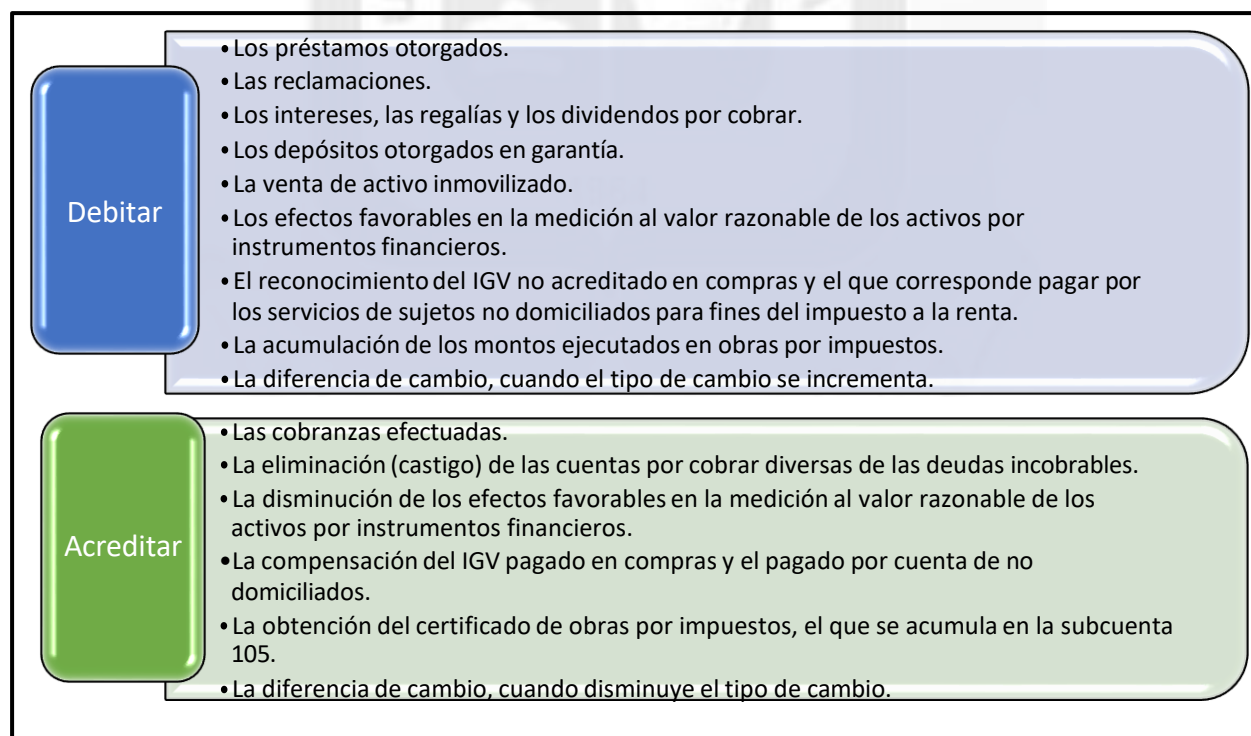 Debitar
•Los préstamos otorgados.
•Las reclamaciones.
•Los intereses, las regalías y los dividendos por cobrar.
•Los depósitos otorgados en garantía.
•La venta de activo inmovilizado.
•Los efectos favorables en la medición al valor razonable de los activos por
instrumentos financieros.
•El reconocimiento del IGV no acreditado en compras y el que corresponde pagar por
los servicios de sujetos no domiciliados para fines del impuesto a la renta.
•La acumulación de los montos ejecutados en obras por impuestos.
•La diferencia de cambio, cuando el tipo de cambio se incrementa.
Acreditar
•Las cobranzas efectuadas.
•La eliminación (castigo) de las cuentas por cobrar diversas de las deudas incobrables.
•La disminución de los efectos favorables en la medición al valor razonable de los
activos por instrumentos financieros.
•La compensación del IGV pagado en compras y el pagado por cuenta de no
domiciliados.
•La obtención del certificado de obras por impuestos, el que se acumula en la subcuenta
105.
•La diferencia de cambio, cuando disminuye el tipo de cambio.